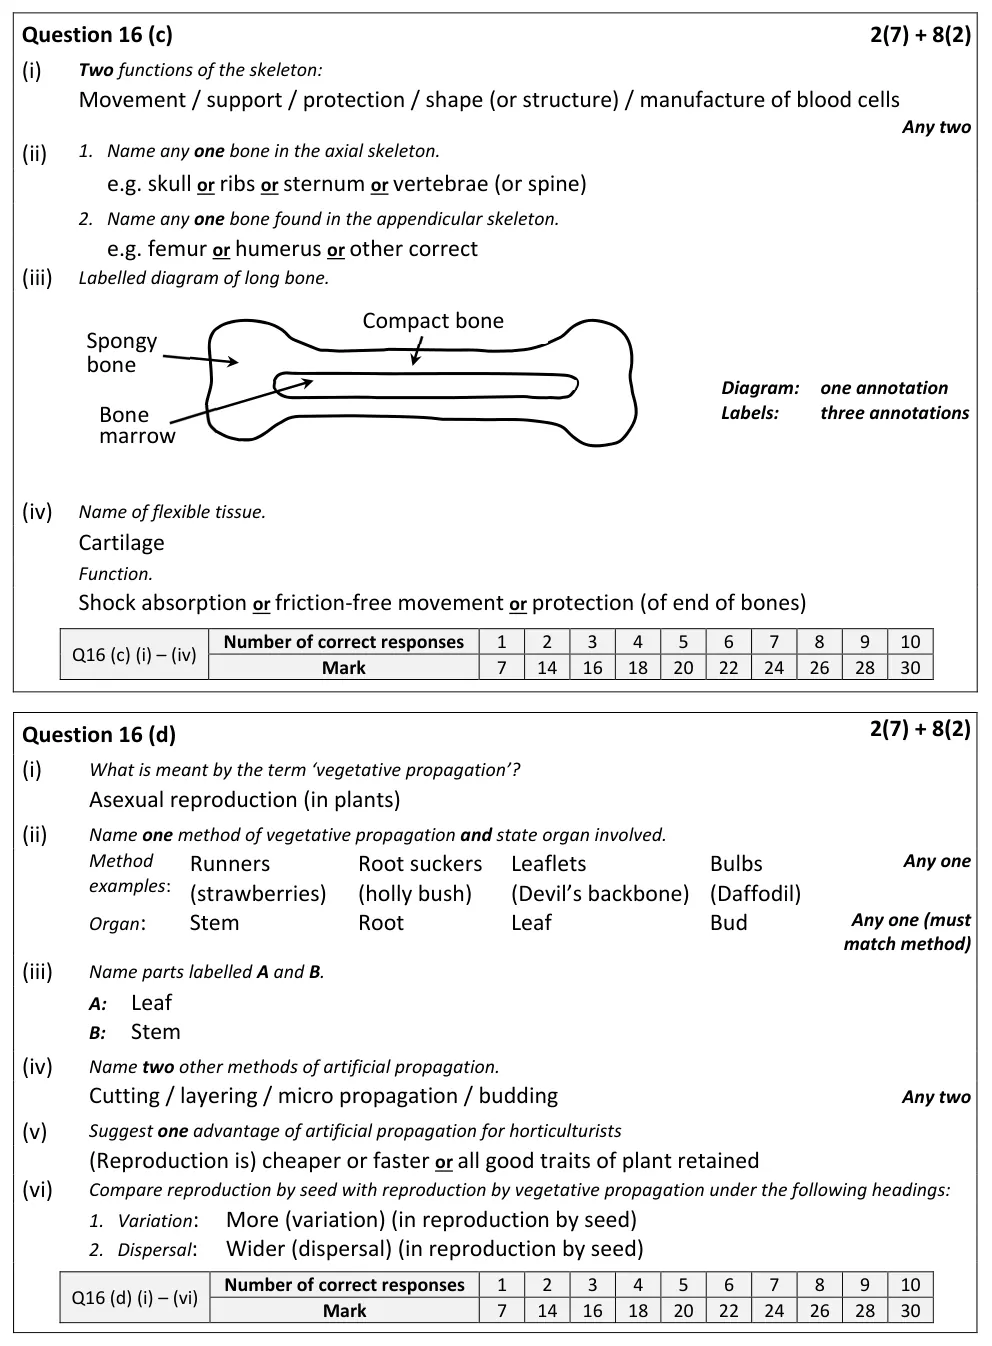 Question 16 (c) 2(7) + 8(2)
(i) Two functions of the skeleton:
Movement / support / protection / shape (or structure) / manufacture of blood cells
Any two
(ii) 1. Name any one bone in the axial skeleton.
e.g. skull or ribs or sternum or vertebrae (or spine)
2. Name any one bone found in the appendicular skeleton.
e.g. femur or humerus or other correct
(iii) Labelled diagram of long bone.
Compact bone
Spongy
bone
Bone
marrow
Diagram: one annotation
Labels: three annotations
(iv) Name of flexible tissue.
Cartilage
Function.
Shock absorption or friction-free movement or protection (of end of bones)
Q16 (c) (i) – (iv) Number of correct responses 1 2 3 4 5 6 7 8 9 10
Mark 7 14 16 18 20 22 24 26 28 30
Question 16 (d) 2(7) + 8(2)
(i) What is meant by the term ‘vegetative propagation’?
Asexual reproduction (in plants)
(ii) Name one method of vegetative propagation and state organ involved.
Method Runners Root suckers Leaflets Bulbs Any one
examples: (strawberries) (holly bush) (Devil’s backbone) (Daffodil)
Organ: Stem Root Leaf Bud Any one (must
match method)
(iii) Name parts labelled A and B.
A: Leaf
B: Stem
(iv) Name two other methods of artificial propagation.
Cutting / layering / micro propagation / budding Any two
(v) Suggest one advantage of artificial propagation for horticulturists
(Reproduction is) cheaper or faster or all good traits of plant retained
(vi) Compare reproduction by seed with reproduction by vegetative propagation under the following headings:
1. Variation: More (variation) (in reproduction by seed)
2. Dispersal: Wider (dispersal) (in reproduction by seed)
Q16 (d) (i) – (vi) Number of correct responses 1 2 3 4 5 6 7 8 9 10
Mark 7 14 16 18 20 22 24 26 28 30